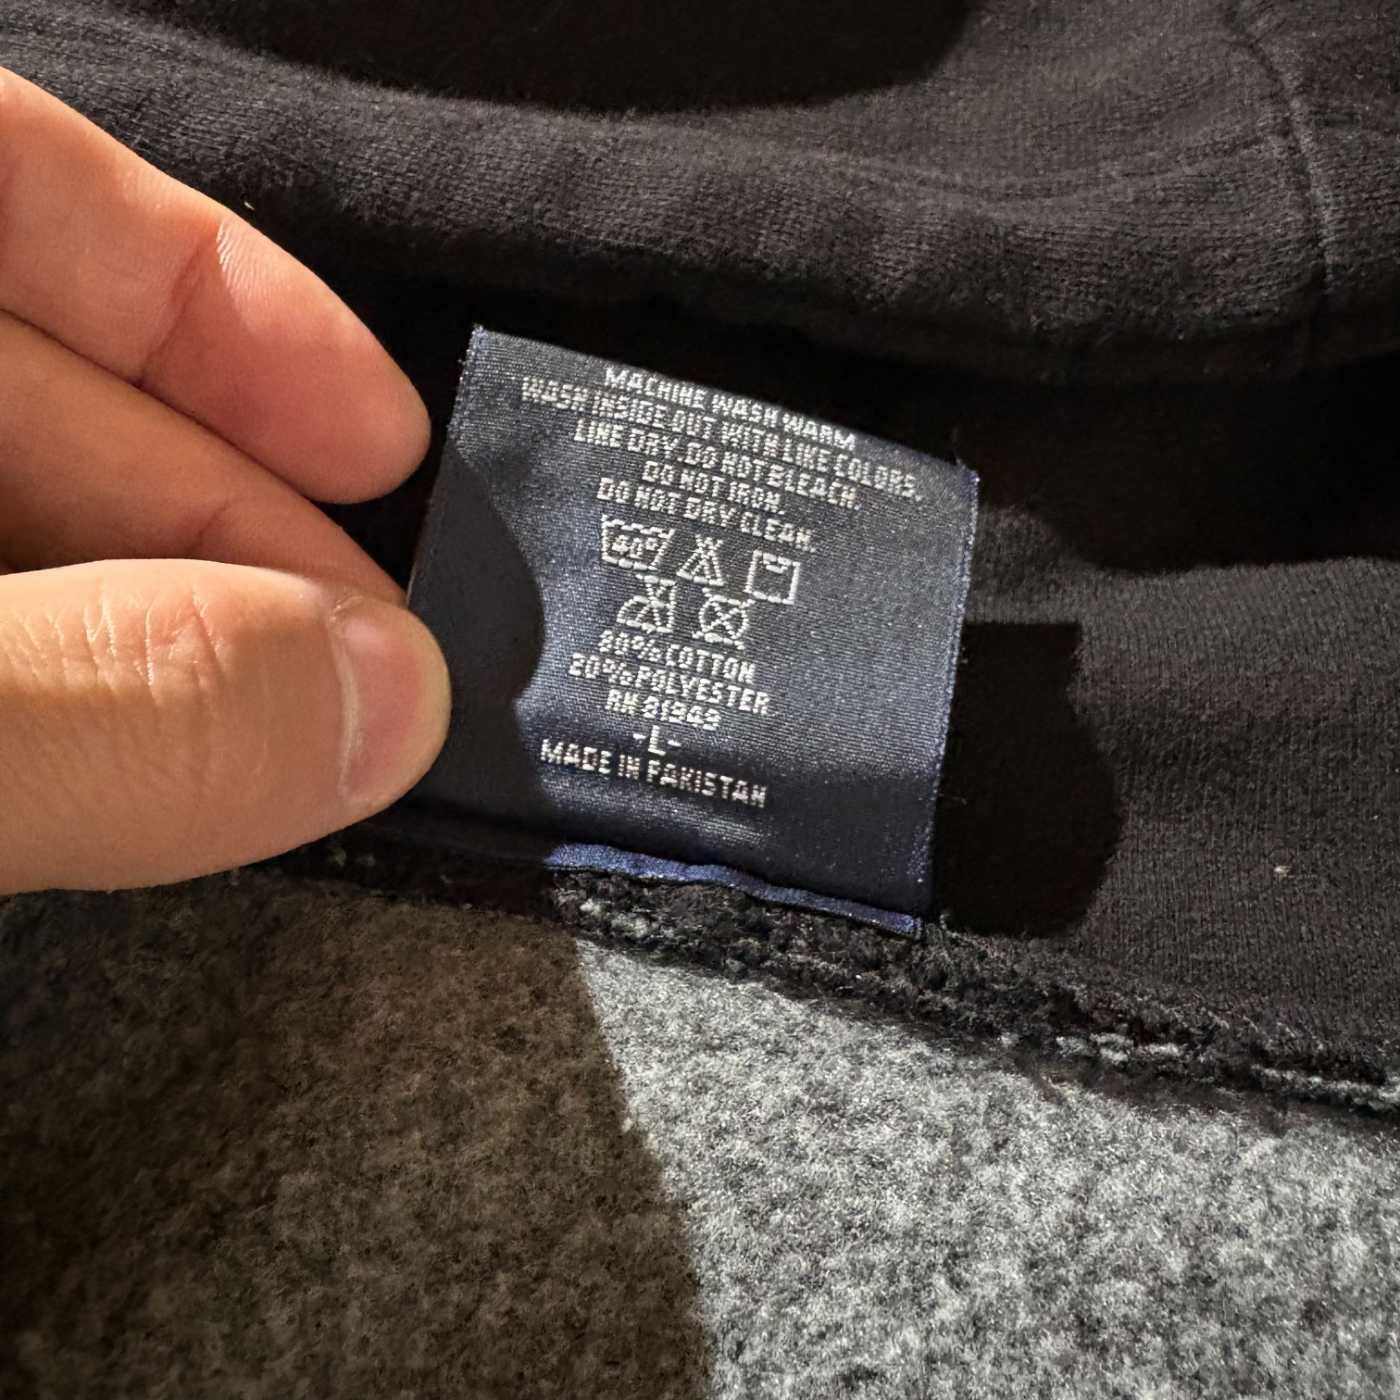 MACHINE WASH WARM
WASH INSIDE OUT WITH LIKE COLORS.
LINE DRY. DO NOT BLEACH.
DO NOT IRON.
DO NOT DRY CLEAN.
40°
80% COTTON
20% POLYESTER
RN 81949
-L-
MADE IN PAKISTAN